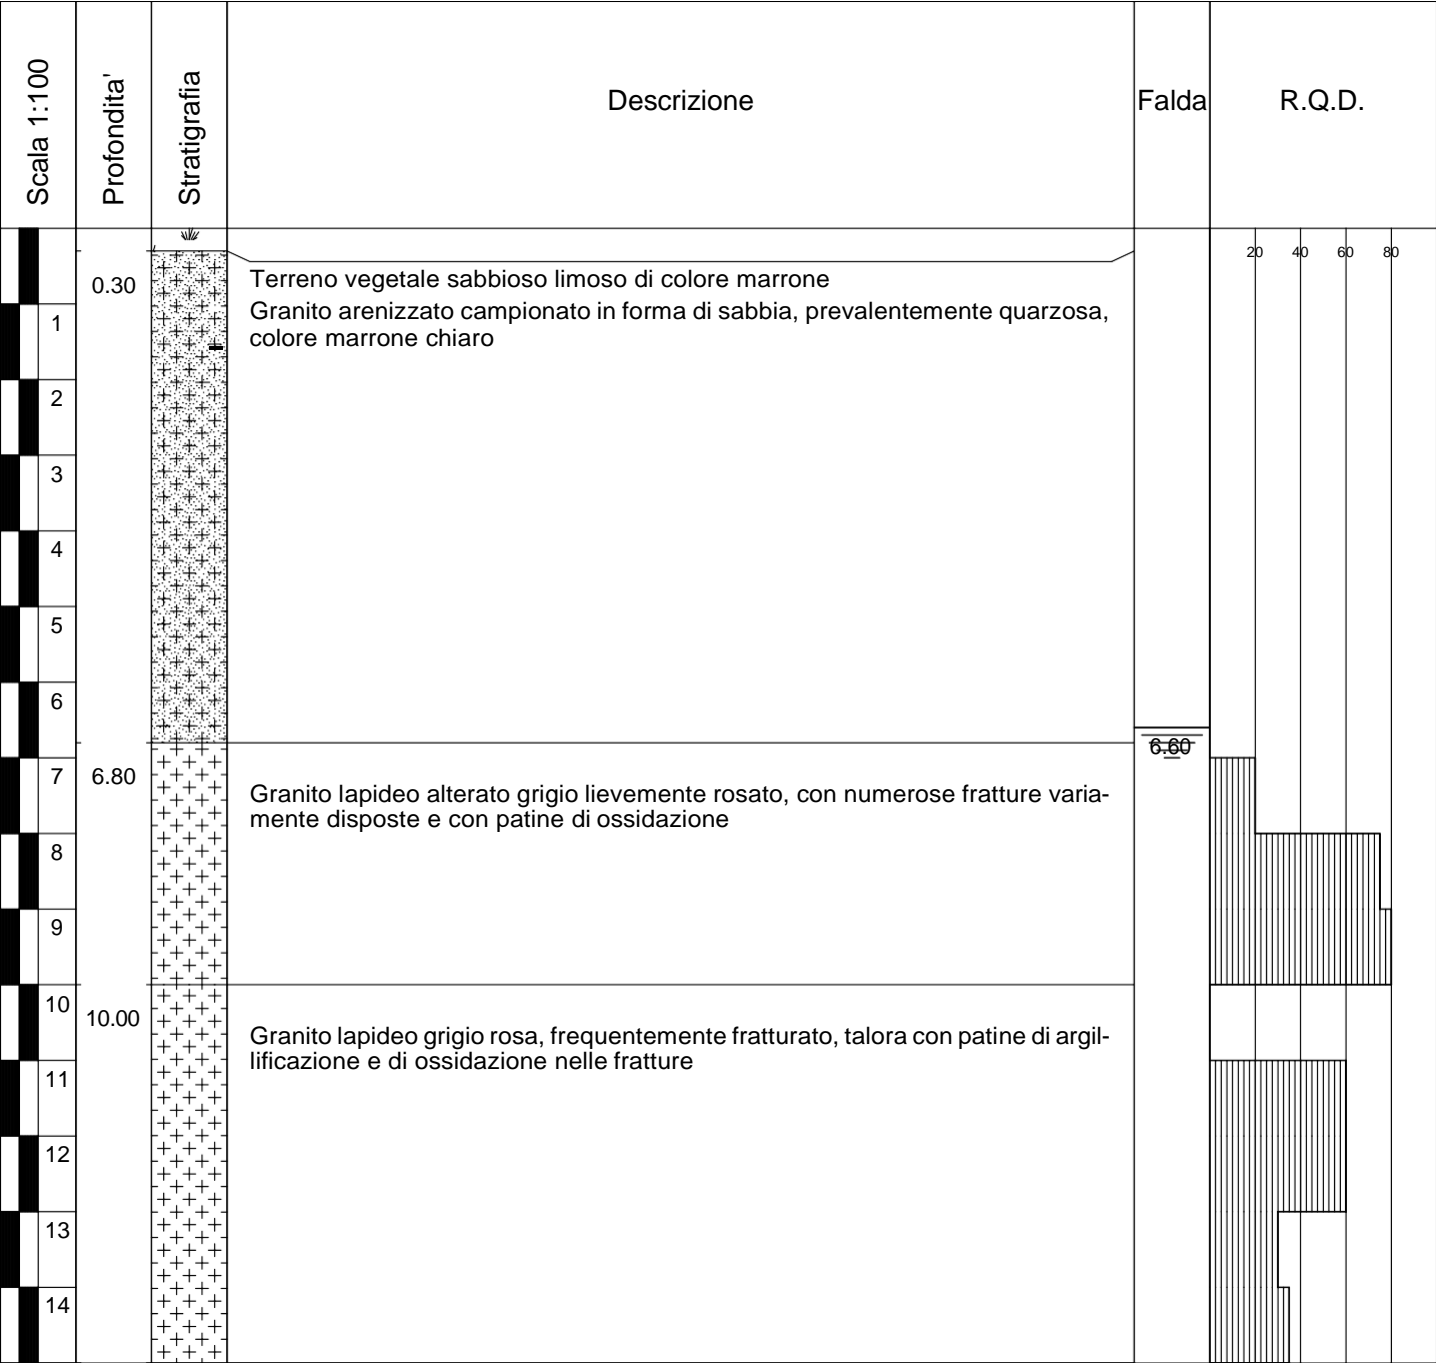 Scala 1:100
Profondita'
Stratigrafia
Descrizione
Falda
R.Q.D.
20 40 60 80
0.30
Terreno vegetale sabbioso limoso di colore marrone
Granito arenizzato campionato in forma di sabbia, prevalentemente quarzosa,
colore marrone chiaro
1
2
3
4
5
6
6.60
7
6.80
Granito lapideo alterato grigio lievemente rosato, con numerose fratture varia-
mente disposte e con patine di ossidazione
8
9
10
10.00
Granito lapideo grigio rosa, frequentemente fratturato, talora con patine di argil-
lificazione e di ossidazione nelle fratture
11
12
13
14